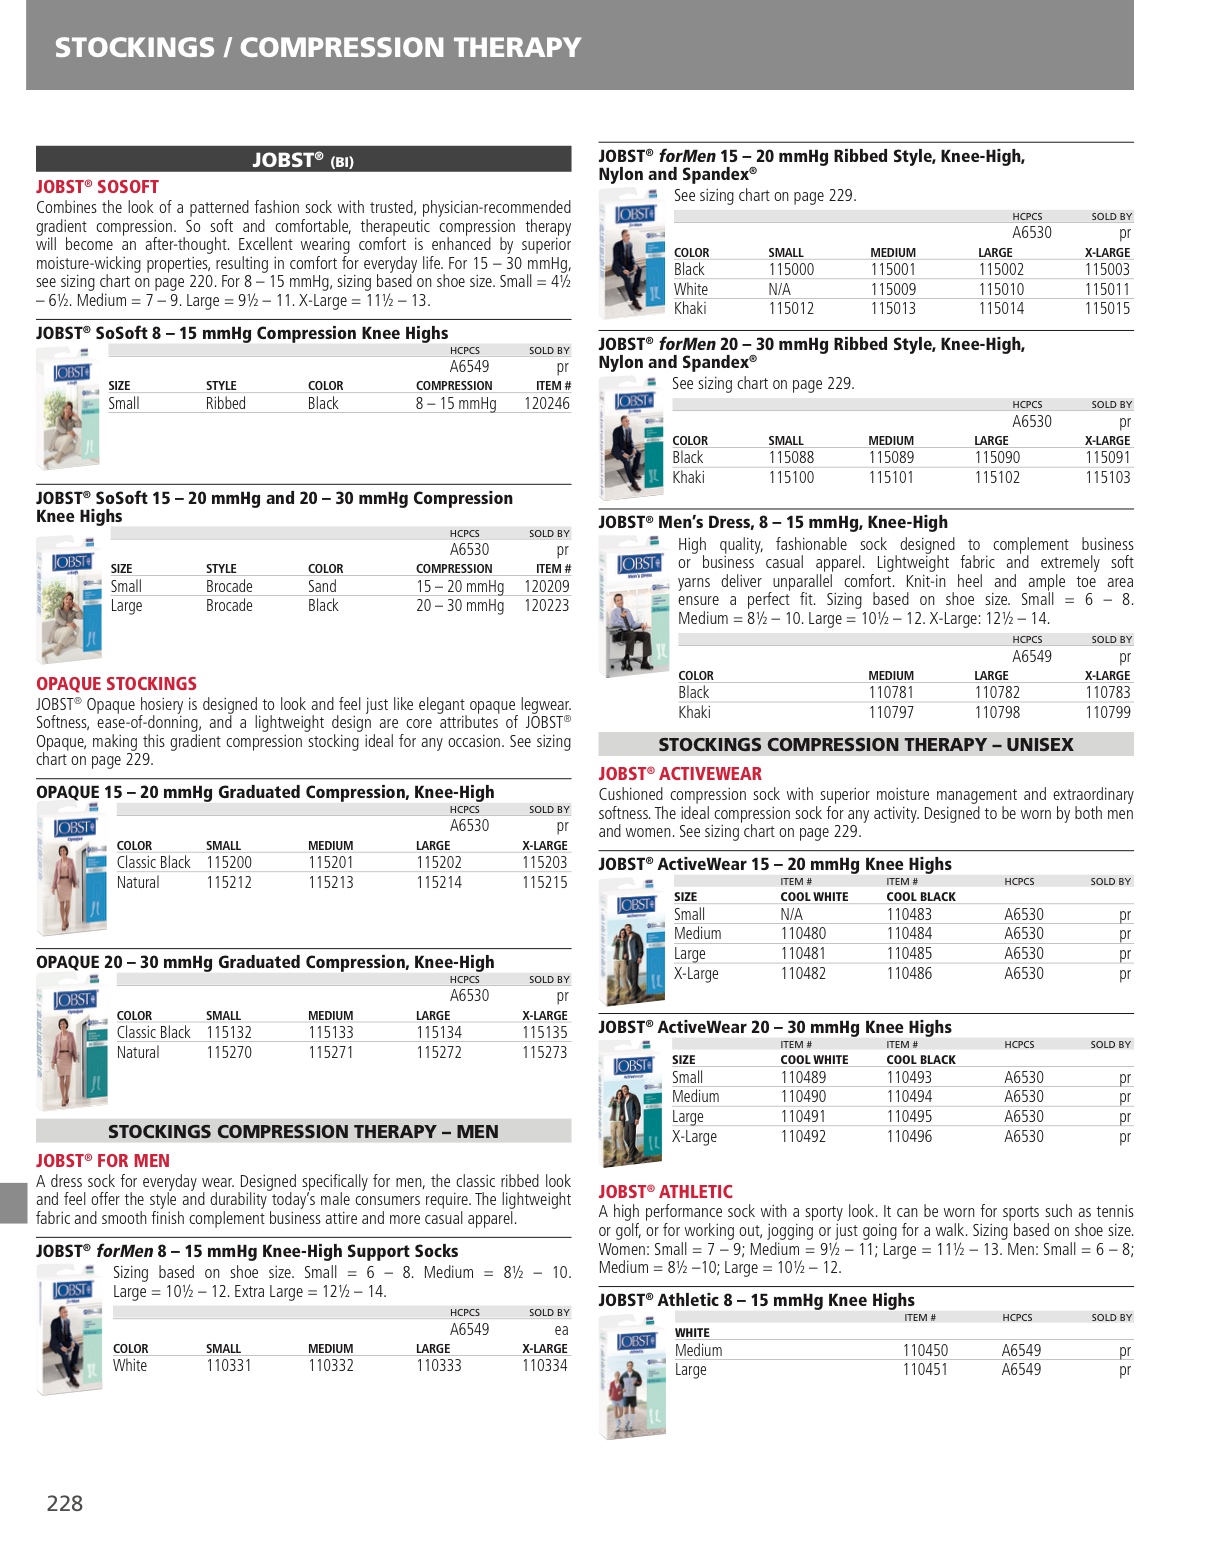 STOCKINGS / COMPRESSION THERAPY
JOBST® (BI)
JOBST® SOSOFT
Combines the look of a patterned fashion sock with trusted, physician-recommended
gradient compression. So soft and comfortable, therapeutic compression therapy
will become an after-thought. Excellent wearing comfort is enhanced by superior
moisture-wicking properties, resulting in comfort for everyday life. For 15 – 30 mmHg,
see sizing chart on page 220. For 8 – 15 mmHg, sizing based on shoe size. Small = 4½
– 6½. Medium = 7 – 9. Large = 9½ – 11. X-Large = 11½ – 13.
JOBST® SoSoft 8 – 15 mmHg Compression Knee Highs
HCPCS SOLD BY
A6549 pr
SIZE STYLE COLOR COMPRESSION ITEM #
Small Ribbed Black 8 – 15 mmHg 120246
JOBST® SoSoft 15 – 20 mmHg and 20 – 30 mmHg Compression
Knee Highs
HCPCS SOLD BY
A6530 pr
SIZE STYLE COLOR COMPRESSION ITEM #
Small Brocade Sand 15 – 20 mmHg 120209
Large Brocade Black 20 – 30 mmHg 120223
OPAQUE STOCKINGS
JOBST® Opaque hosiery is designed to look and feel just like elegant opaque legwear.
Softness, ease-of-donning, and a lightweight design are core attributes of JOBST®
Opaque, making this gradient compression stocking ideal for any occasion. See sizing
chart on page 229.
OPAQUE 15 – 20 mmHg Graduated Compression, Knee-High
HCPCS SOLD BY
A6530 pr
COLOR SMALL MEDIUM LARGE X-LARGE
Classic Black 115200 115201 115202 115203
Natural 115212 115213 115214 115215
OPAQUE 20 – 30 mmHg Graduated Compression, Knee-High
HCPCS SOLD BY
A6530 pr
COLOR SMALL MEDIUM LARGE X-LARGE
Classic Black 115132 115133 115134 115135
Natural 115270 115271 115272 115273
STOCKINGS COMPRESSION THERAPY – MEN
JOBST® FOR MEN
A dress sock for everyday wear. Designed specifically for men, the classic ribbed look
and feel offer the style and durability today's male consumers require. The lightweight
fabric and smooth finish complement business attire and more casual apparel.
JOBST® forMen 8 – 15 mmHg Knee-High Support Socks
Sizing based on shoe size. Small = 6 – 8. Medium = 8½ – 10.
Large = 10½ – 12. Extra Large = 12½ – 14.
HCPCS SOLD BY
A6549 ea
COLOR SMALL MEDIUM LARGE X-LARGE
White 110331 110332 110333 110334
JOBST® forMen 15 – 20 mmHg Ribbed Style, Knee-High,
Nylon and Spandex®
See sizing chart on page 229.
HCPCS SOLD BY
A6530 pr
COLOR SMALL MEDIUM LARGE X-LARGE
Black 115000 115001 115002 115003
White N/A 115009 115010 115011
Khaki 115012 115013 115014 115015
JOBST® forMen 20 – 30 mmHg Ribbed Style, Knee-High,
Nylon and Spandex®
See sizing chart on page 229.
HCPCS SOLD BY
A6530 pr
COLOR SMALL MEDIUM LARGE X-LARGE
Black 115088 115089 115090 115091
Khaki 115100 115101 115102 115103
JOBST® Men's Dress, 8 – 15 mmHg, Knee-High
High quality, fashionable sock designed to complement business
or business casual apparel. Lightweight fabric and extremely soft
yarns deliver unparallel comfort. Knit-in heel and ample toe area
ensure a perfect fit. Sizing based on shoe size. Small = 6 – 8.
Medium = 8½ – 10. Large = 10½ – 12. X-Large: 12½ – 14.
HCPCS SOLD BY
A6549 pr
COLOR MEDIUM LARGE X-LARGE
Black 110781 110782 110783
Khaki 110797 110798 110799
STOCKINGS COMPRESSION THERAPY – UNISEX
JOBST® ACTIVEWEAR
Cushioned compression sock with superior moisture management and extraordinary
softness. The ideal compression sock for any activity. Designed to be worn by both men
and women. See sizing chart on page 229.
JOBST® ActiveWear 15 – 20 mmHg Knee Highs
ITEM # ITEM # HCPCS SOLD BY
SIZE COOL WHITE COOL BLACK
Small N/A 110483 A6530 pr
Medium 110480 110484 A6530 pr
Large 110481 110485 A6530 pr
X-Large 110482 110486 A6530 pr
JOBST® ActiveWear 20 – 30 mmHg Knee Highs
ITEM # ITEM # HCPCS SOLD BY
SIZE COOL WHITE COOL BLACK
Small 110489 110493 A6530 pr
Medium 110490 110494 A6530 pr
Large 110491 110495 A6530 pr
X-Large 110492 110496 A6530 pr
JOBST® ATHLETIC
A high performance sock with a sporty look. It can be worn for sports such as tennis
or golf, or for working out, jogging or just going for a walk. Sizing based on shoe size.
Women: Small = 7 – 9; Medium = 9½ – 11; Large = 11½ – 13. Men: Small = 6 – 8;
Medium = 8½ –10; Large = 10½ – 12.
JOBST® Athletic 8 – 15 mmHg Knee Highs
ITEM # HCPCS SOLD BY
WHITE
Medium 110450 A6549 pr
Large 110451 A6549 pr
228